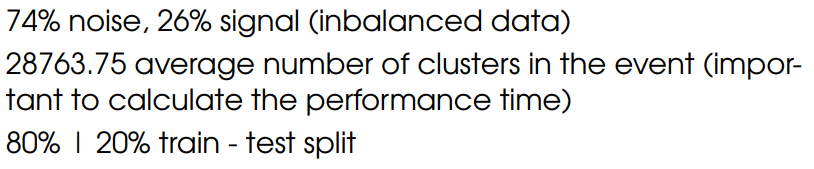 74% noise, 26% signal (inbalanced data)
28763.75 average number of clusters in the event (impor-
tant to calculate the performance time)
80% | 20% train - test split